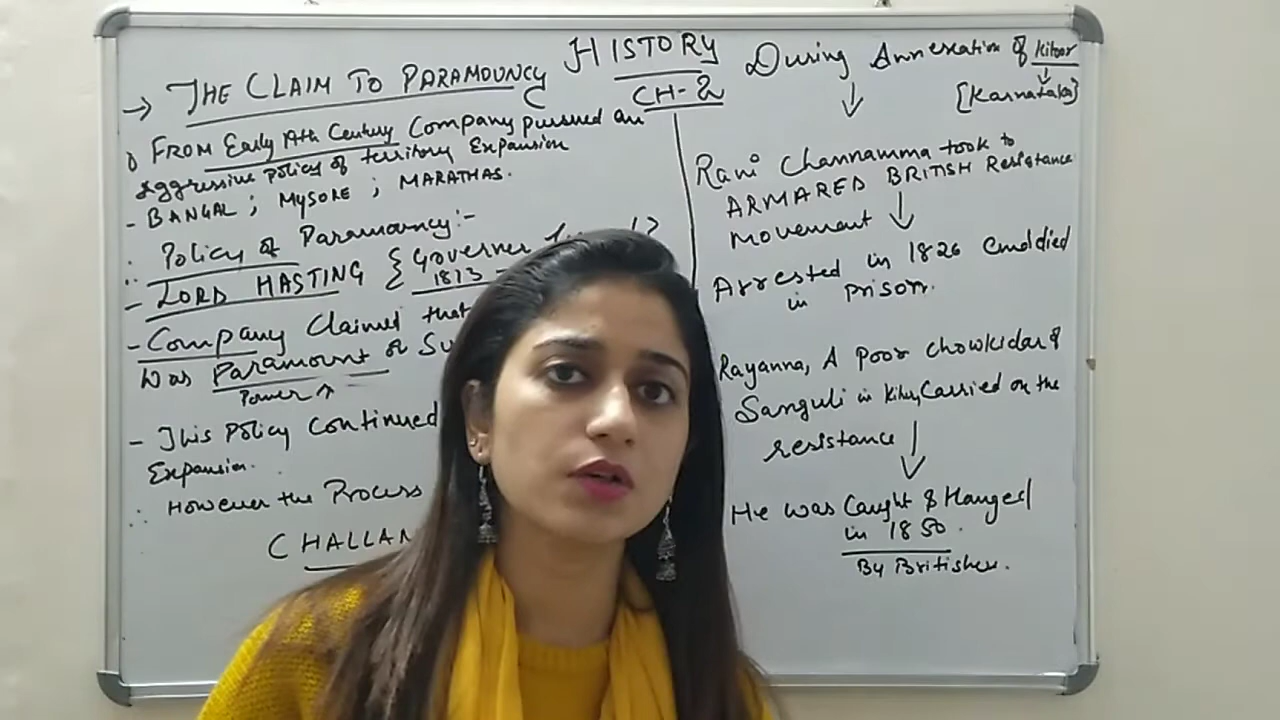 HISTORY
CH-2
→ THE CLAIM TO PARAMOUNCY
FROM Early 19th Century Company pursued an
aggressive policy of territory Expansion
- BANGAL ; MYSORE ; MARATHAS.
∴ Policy of Paramouncy:-
- LORD HASTING { Governer
1813 -
- Company Claimed that
was Paramount or
Power ↑
- This Policy Continued
Expansion.
∴ However the Process
CHALLAN
During Annexation of Kitoor
[Karnataka]
Rani Channamma took to
ARMARED BRITISH Resistance
Movement
Arrested in 1826 and died
in prison.
Rayanna, A poor Chowkidar of
Sanguli in Carried on the
resistance
He was Caught & Hanged
in 1850.
By Britisher.